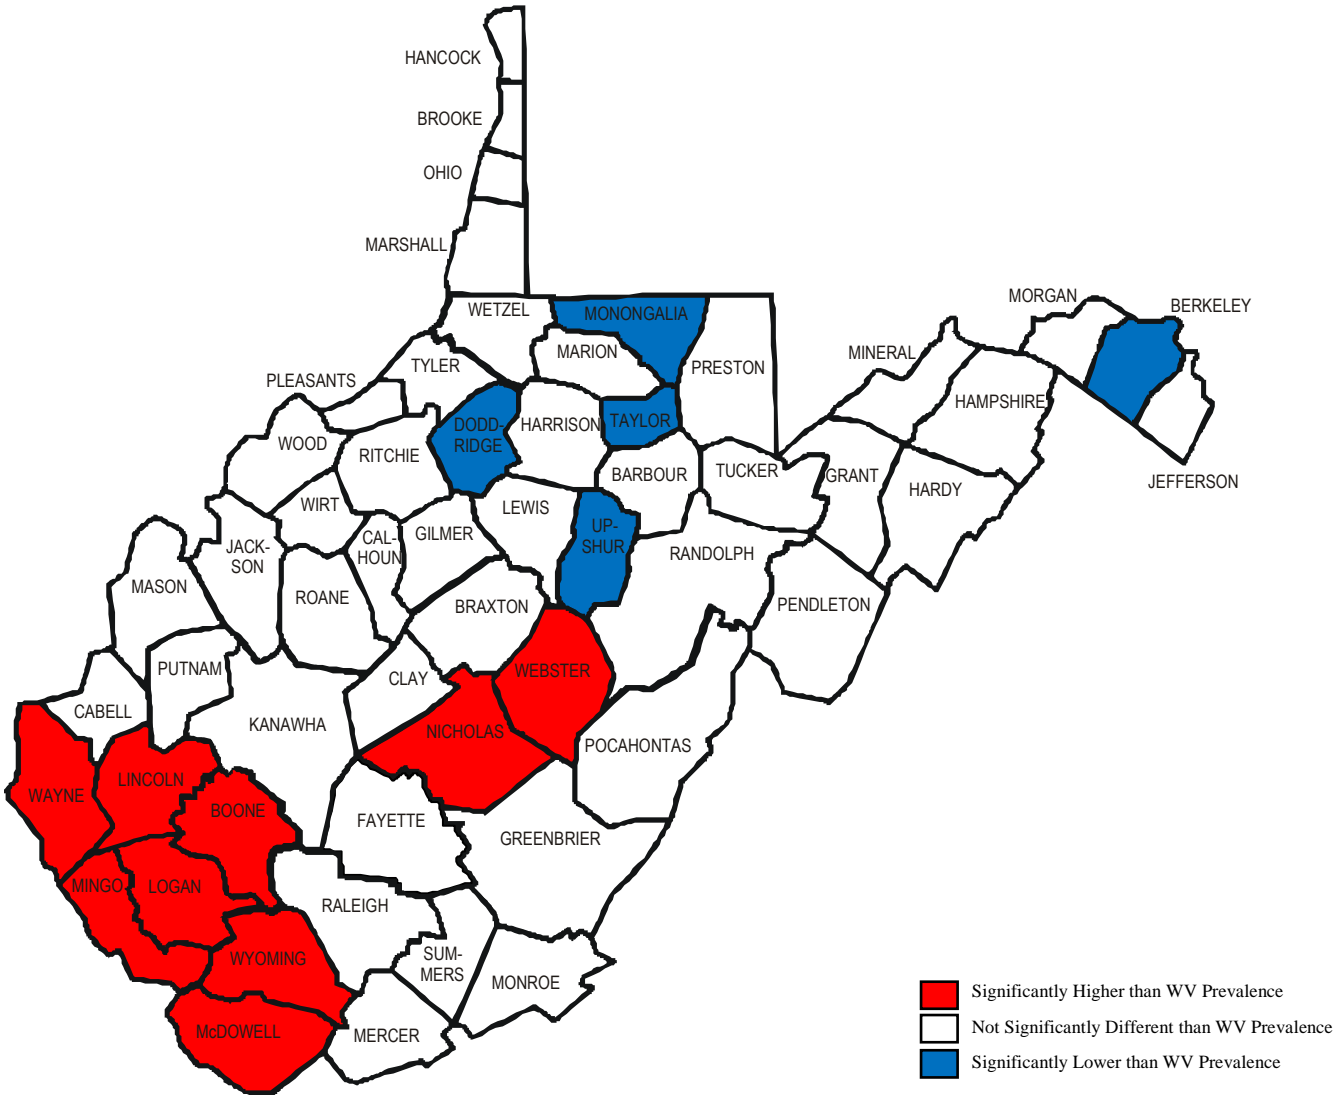 HANCOCK
BROOKE
OHIO
MARSHALL
WETZEL
MONONGALIA
MORGAN
BERKELEY
MARION
MINERAL
TYLER
PRESTON
PLEASANTS
HAMPSHIRE
DODD-
RIDGE
HARRISON
TAYLOR
WOOD
RITCHIE
BARBOUR
TUCKER
GRANT
HARDY
JEFFERSON
WIRT
LEWIS
UP-
SHUR
CAL-
HOUN
GILMER
JACK-
SON
RANDOLPH
MASON
ROANE
BRAXTON
PENDLETON
PUTNAM
CLAY
WEBSTER
CABELL
KANAWHA
NICHOLAS
POCAHONTAS
LINCOLN
WAYNE
BOONE
FAYETTE
GREENBRIER
MINGO
LOGAN
RALEIGH
WYOMING
SUM-
MERS
MONROE
McDOWELL
MERCER
Significantly Higher than WV Prevalence
Not Significantly Different than WV Prevalence
Significantly Lower than WV Prevalence